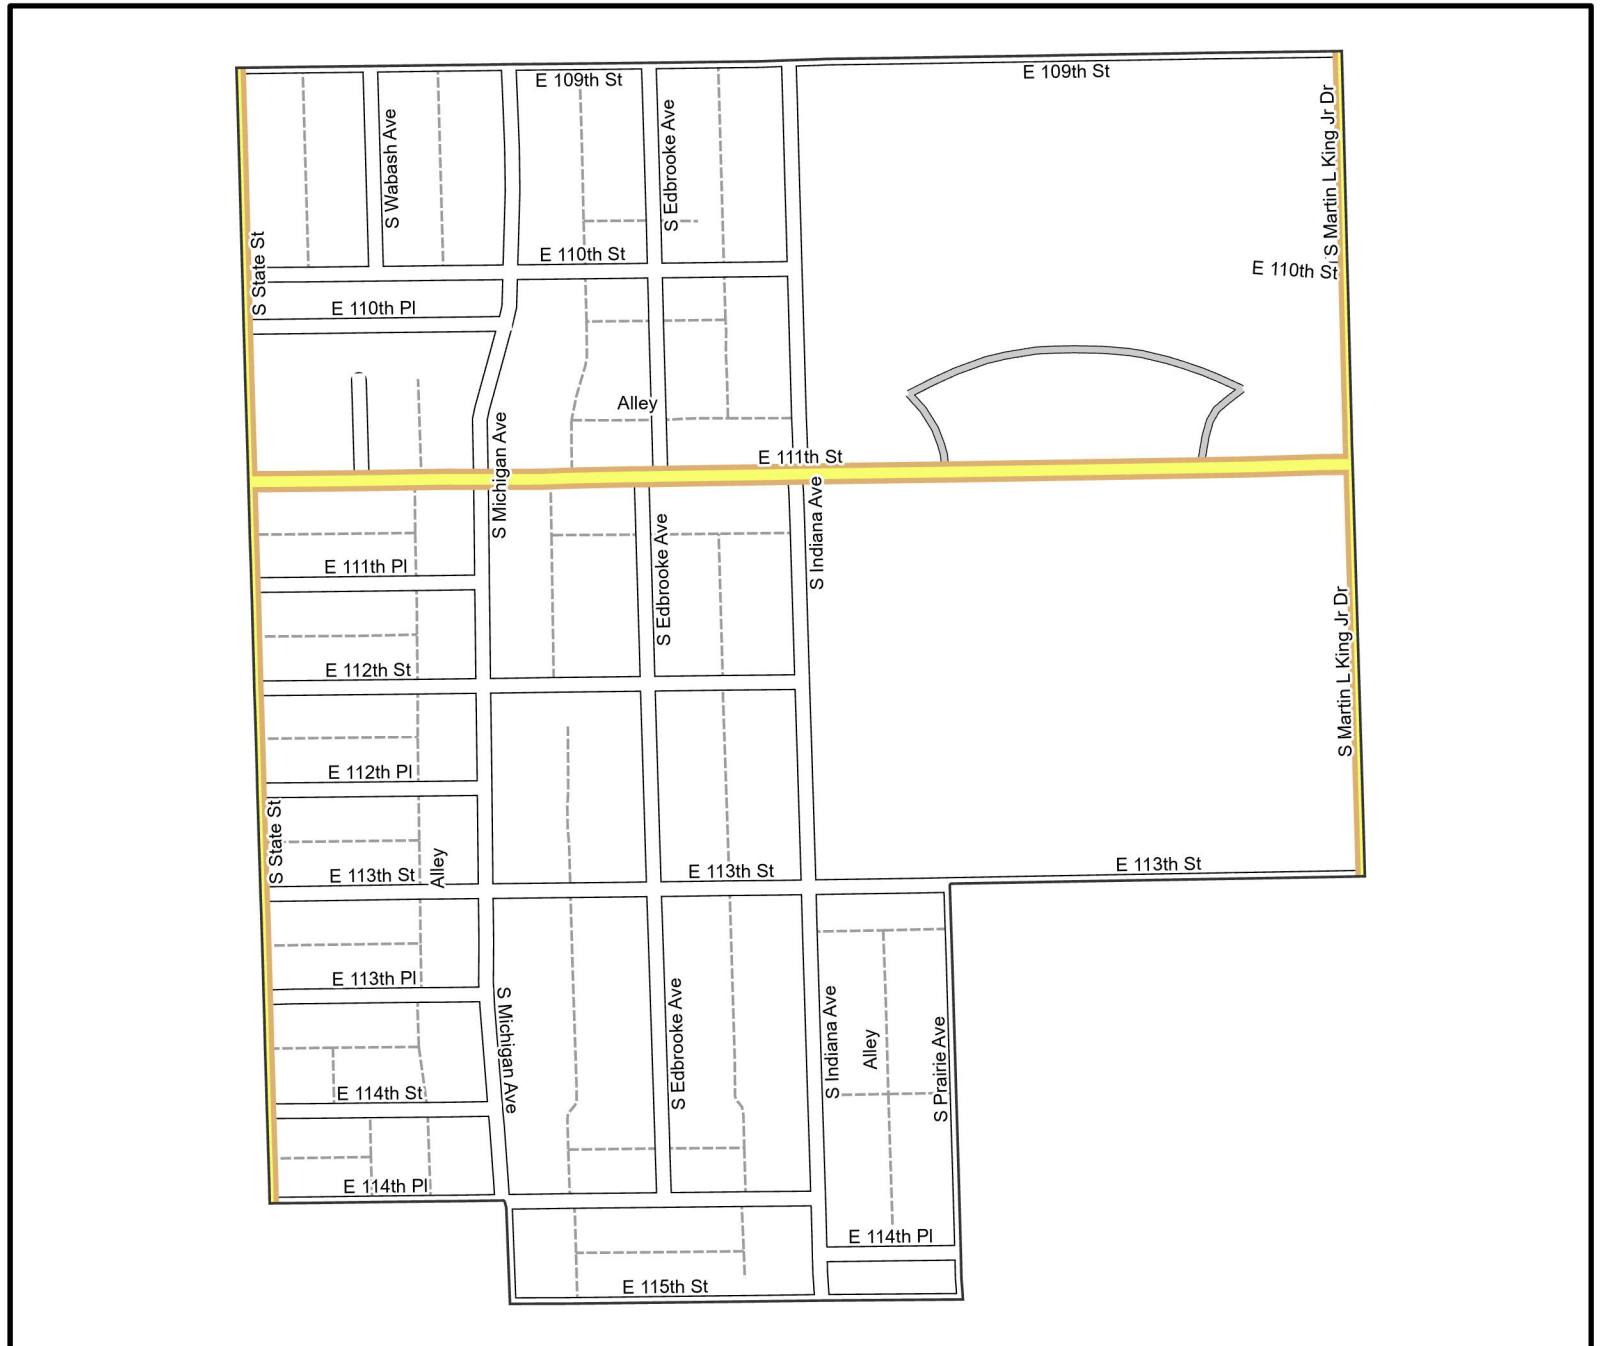 E 109th St
E 109th St
S Wabash Ave
S Edbrooke Ave
S Martin L King Jr Dr
S State St
E 110th St
E 110th St
E 110th Pl
Alley
S Michigan Ave
E 111th St
S Indiana Ave
S Edbrooke Ave
E 111th Pl
S Martin L King Jr Dr
E 112th St
E 112th Pl
S State St
Alley
E 113th St
E 113th St
E 113th St
E 113th Pl
S Michigan Ave
S Edbrooke Ave
S Indiana Ave
Alley
S Prairie Ave
E 114th St
E 114th Pl
E 114th Pl
E 115th St